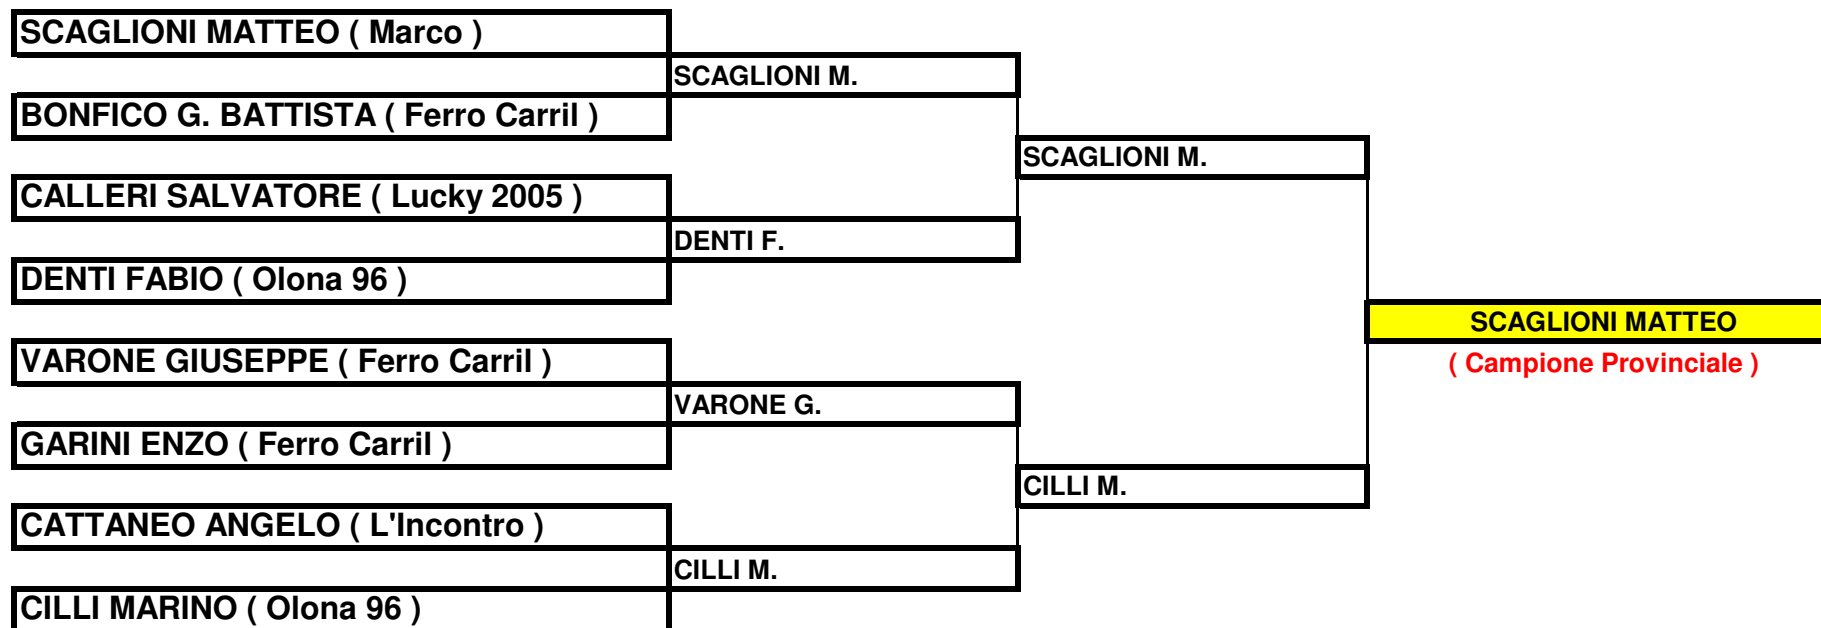 SCAGLIONI MATTEO ( Marco )
SCAGLIONI M.
BONFICO G. BATTISTA ( Ferro Carril )
SCAGLIONI M.
CALLERI SALVATORE ( Lucky 2005 )
DENTI F.
DENTI FABIO ( Olona 96 )
SCAGLIONI MATTEO
VARONE GIUSEPPE ( Ferro Carril )
( Campione Provinciale )
VARONE G.
GARINI ENZO ( Ferro Carril )
CILLI M.
CATTANEO ANGELO ( L'Incontro )
CILLI M.
CILLI MARINO ( Olona 96 )